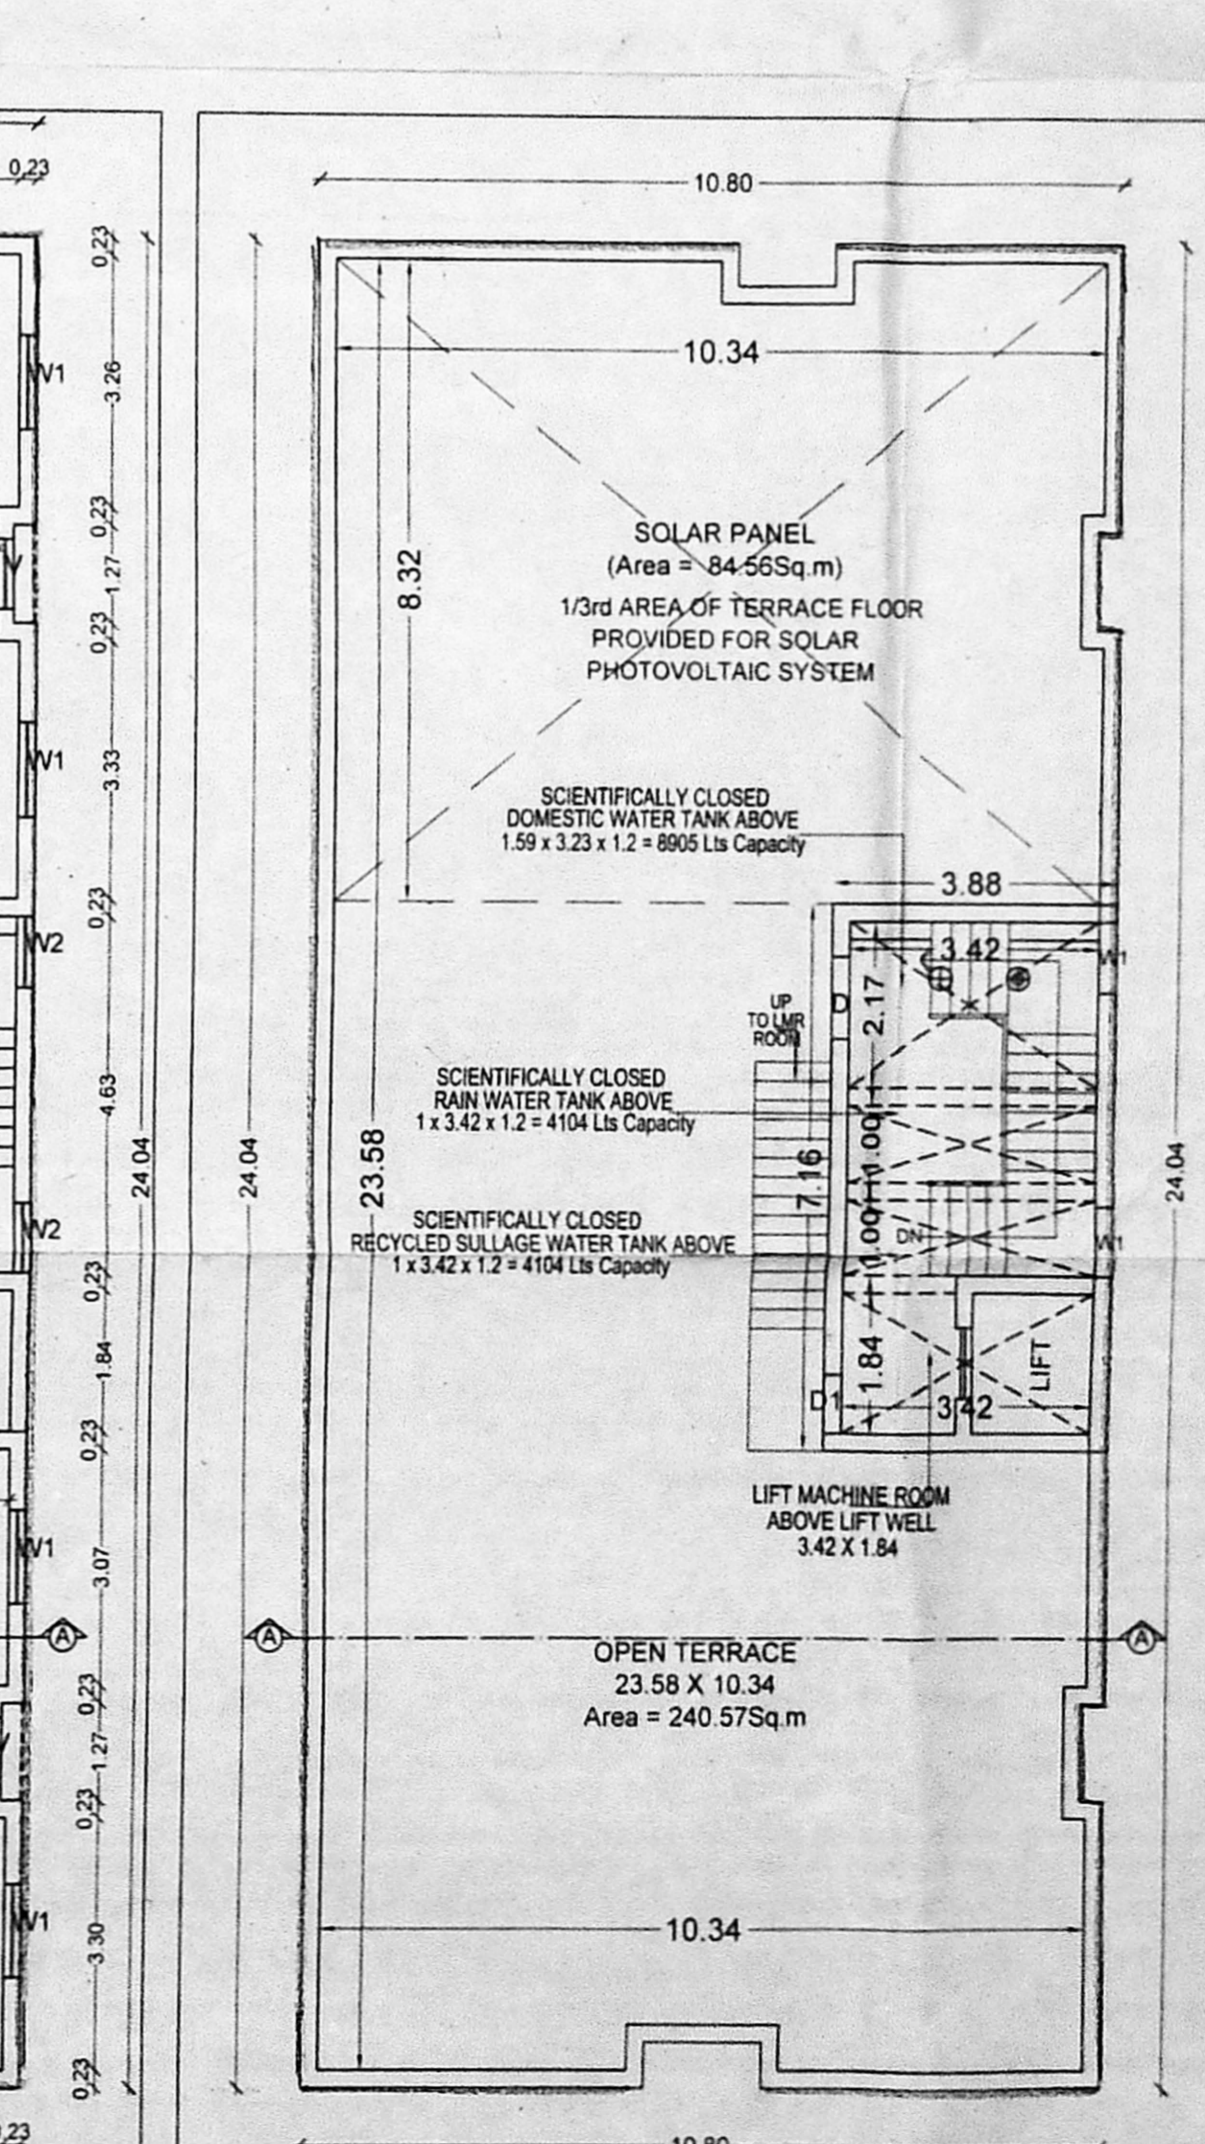 0.23
10.80
0.23
W1
3.26
0.23
1.27
0.23
W1
3.33
0.23
W2
4.63
W2
0.23
1.84
0.23
W1
3.07
A
0.23
1.27
0.23
W1
3.30
0.23
24.04
24.04
10.34
8.32
SOLAR PANEL
(Area = 84.56Sq.m)
1/3rd AREA OF TERRACE FLOOR
PROVIDED FOR SOLAR
PHOTOVOLTAIC SYSTEM
SCIENTIFICALLY CLOSED
DOMESTIC WATER TANK ABOVE
1.59 x 3.23 x 1.2 = 8905 Lts Capacity
3.88
3.42
W1
D
2.17
UP
TO LMR
ROOM
SCIENTIFICALLY CLOSED
RAIN WATER TANK ABOVE
1 x 3.42 x 1.2 = 4104 Lts Capacity
23.58
7.16
1.00
1.00
24.04
SCIENTIFICALLY CLOSED
RECYCLED SULLAGE WATER TANK ABOVE
1 x 3.42 x 1.2 = 4104 Lts Capacity
DN
W1
1.84
LIFT
D1
3.42
LIFT MACHINE ROOM
ABOVE LIFT WELL
3.42 X 1.84
A
A
OPEN TERRACE
23.58 X 10.34
Area = 240.57Sq.m
10.34